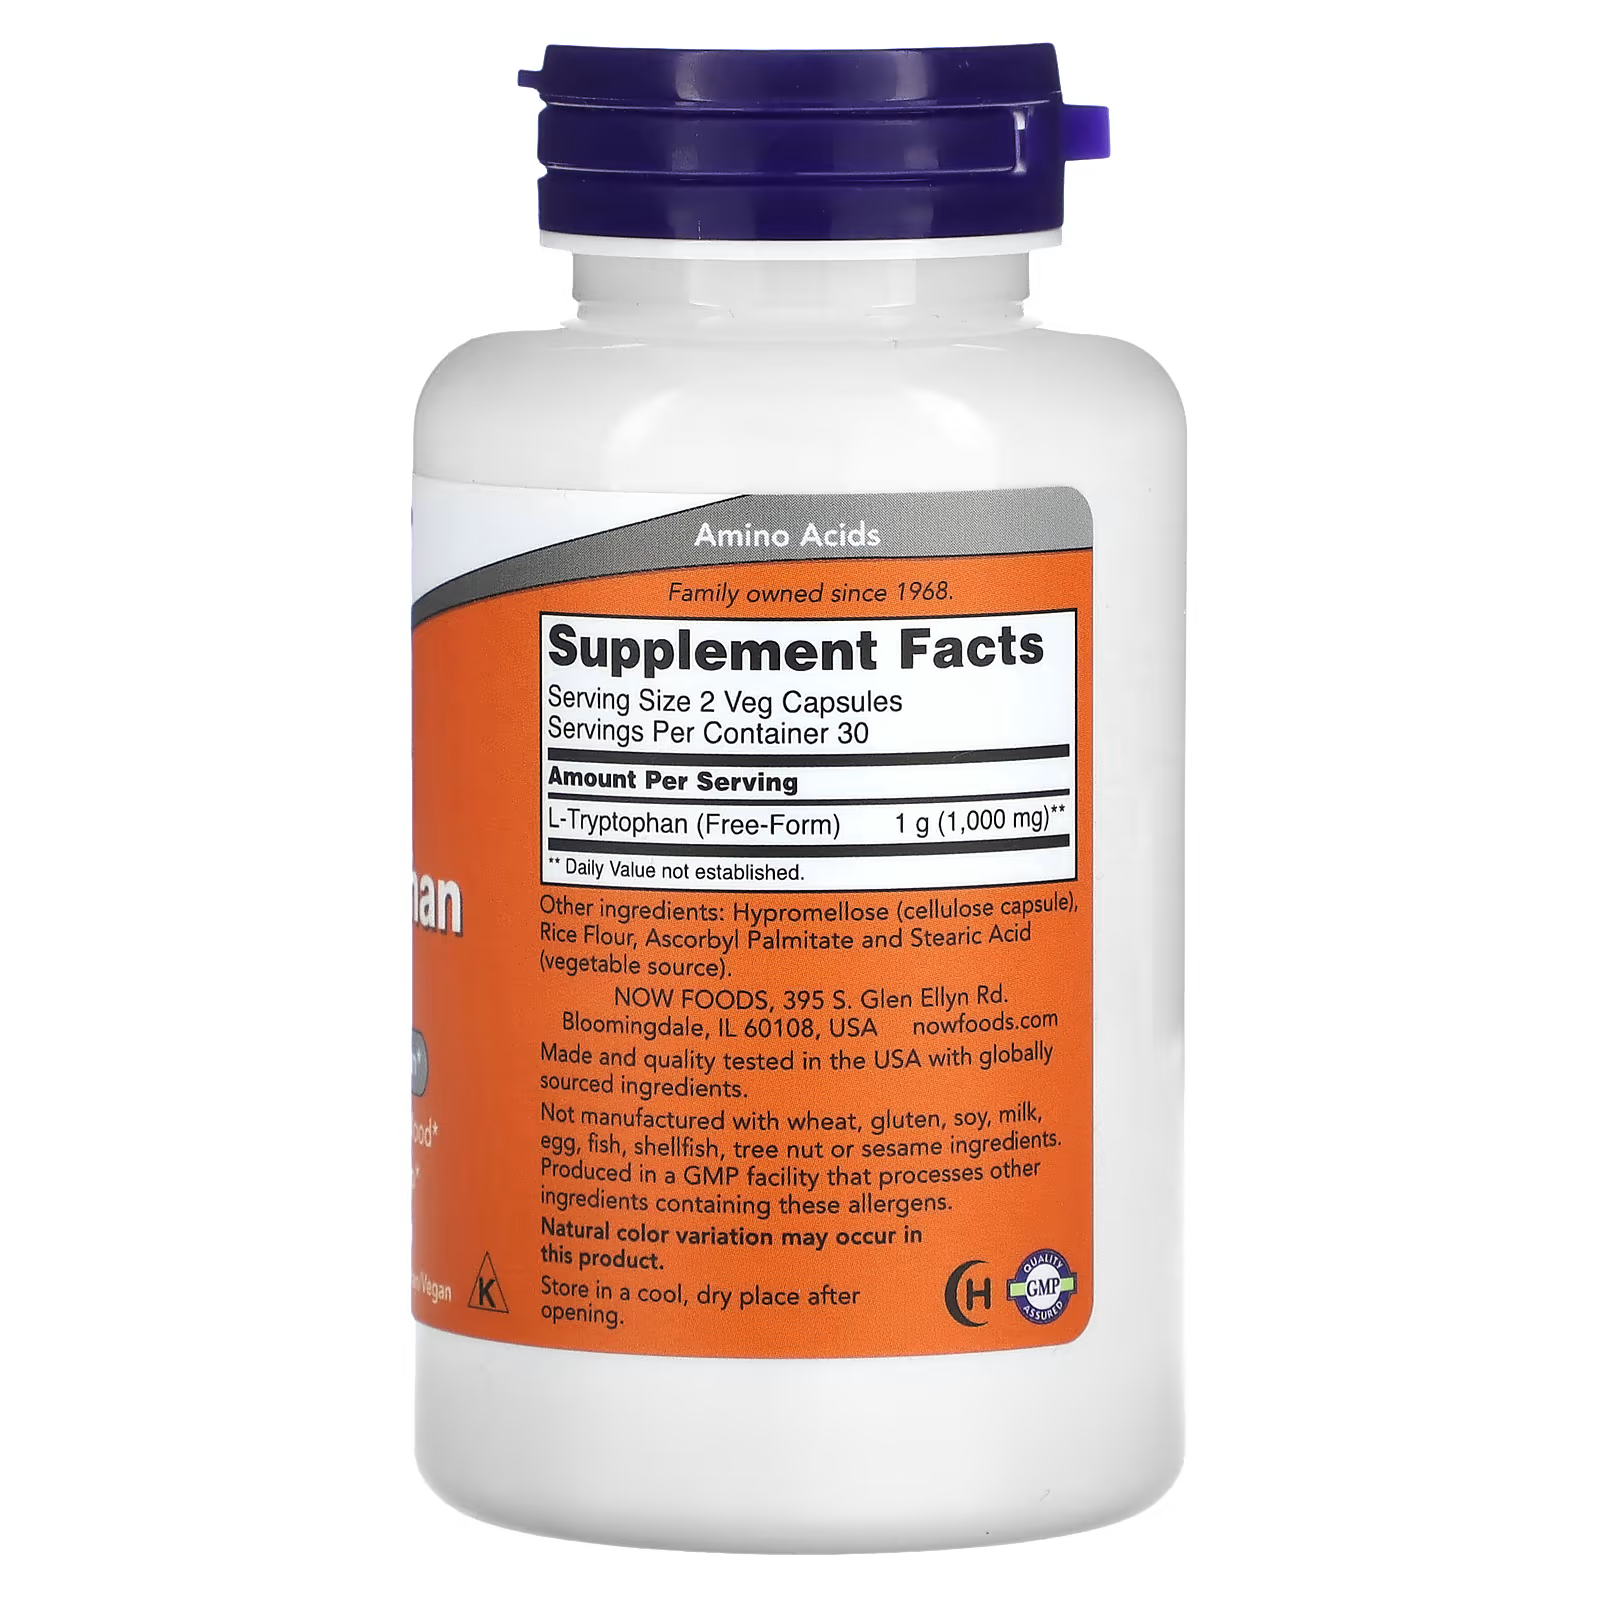 Amino Acids
Family owned since 1968.
Supplement Facts
Serving Size 2 Veg Capsules
Servings Per Container 30
Amount Per Serving
L-Tryptophan (Free-Form) 1 g (1,000 mg)**
** Daily Value not established.
Other ingredients: Hypromellose (cellulose capsule),
Rice Flour, Ascorbyl Palmitate and Stearic Acid
(vegetable source).
NOW FOODS, 395 S. Glen Ellyn Rd.
Bloomingdale, IL 60108, USA nowfoods.com
Made and quality tested in the USA with globally
sourced ingredients.
Not manufactured with wheat, gluten, soy, milk,
egg, fish, shellfish, tree nut or sesame ingredients.
Produced in a GMP facility that processes other
ingredients containing these allergens.
Natural color variation may occur in
this product.
Store in a cool, dry place after
opening.
H
QUALITY
GMP
ASSURED
Vegan
K